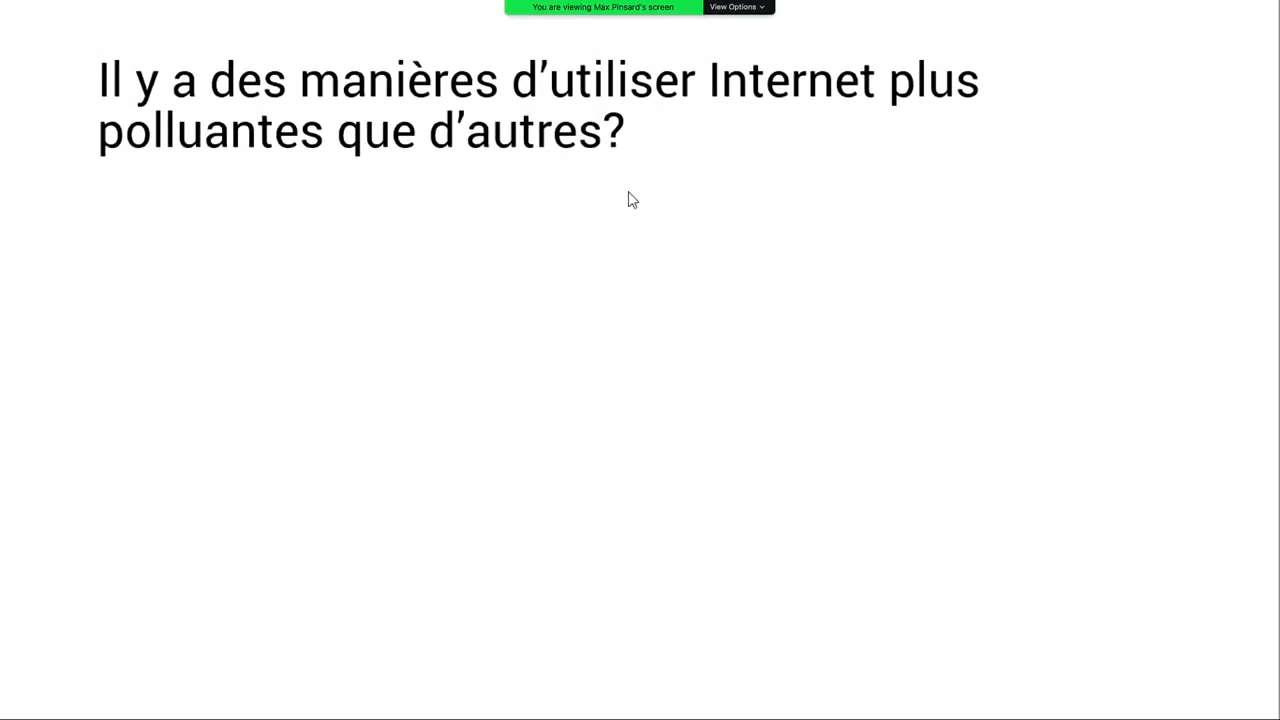 You are viewing Max Pinsard's screen
View Options
Il y a des manières d’utiliser Internet plus
polluantes que d’autres?